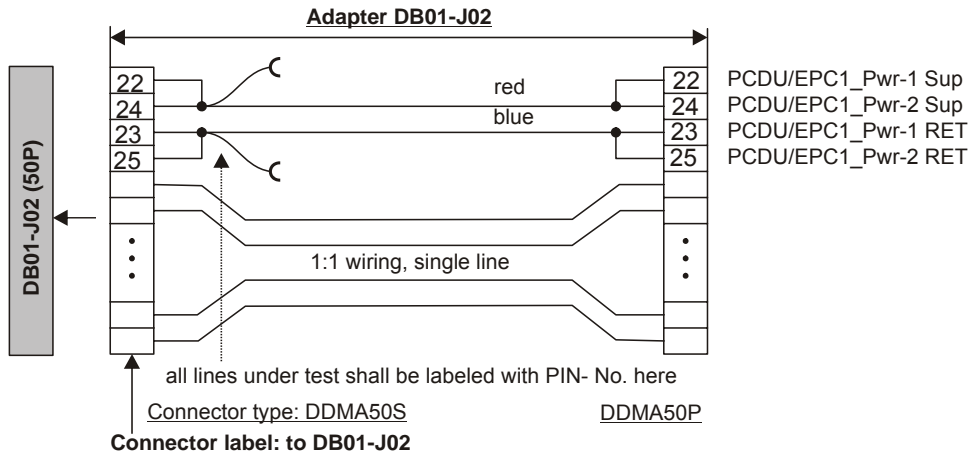 Adapter DB01-J02
22 22 PCDU/EPC1_Pwr-1 Sup
red
24 24 PCDU/EPC1_Pwr-2 Sup
blue
23 23 PCDU/EPC1_Pwr-1 RET
25 25 PCDU/EPC1_Pwr-2 RET
DB01-J02 (50P)
1:1 wiring, single line
all lines under test shall be labeled with PIN- No. here
Connector type: DDMA50S DDMA50P
Connector label: to DB01-J02